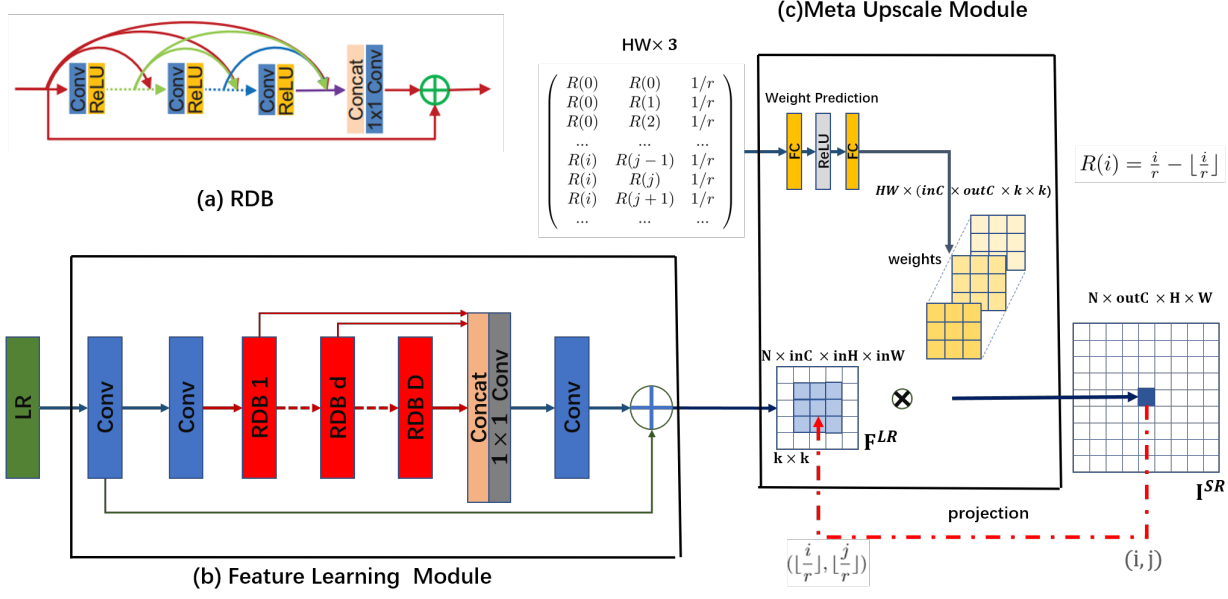 (c)Meta Upscale Module
HW× 3
R(0) R(0) 1/r
R(0) R(1) 1/r
R(0) R(2) 1/r
... ... ...
R(i) R(j − 1) 1/r
R(i) R(j) 1/r
R(i) R(j + 1) 1/r
... ... ...
Weight Prediction
FC
ReLU
FC
HW × (inC × outC × k × k)
weights
R(i) = i/r − ⌊i/r⌋
Conv
ReLU
Conv
ReLU
Conv
ReLU
Concat
1x1 Conv
(a) RDB
LR
Conv
Conv
RDB 1
RDB d
RDB D
Concat
1 × 1 Conv
Conv
(b) Feature Learning Module
N × inC × inH × inW
F^LR
k × k
N × outC × H × W
I^SR
projection
(⌊i/r⌋, ⌊j/r⌋)
(i, j)